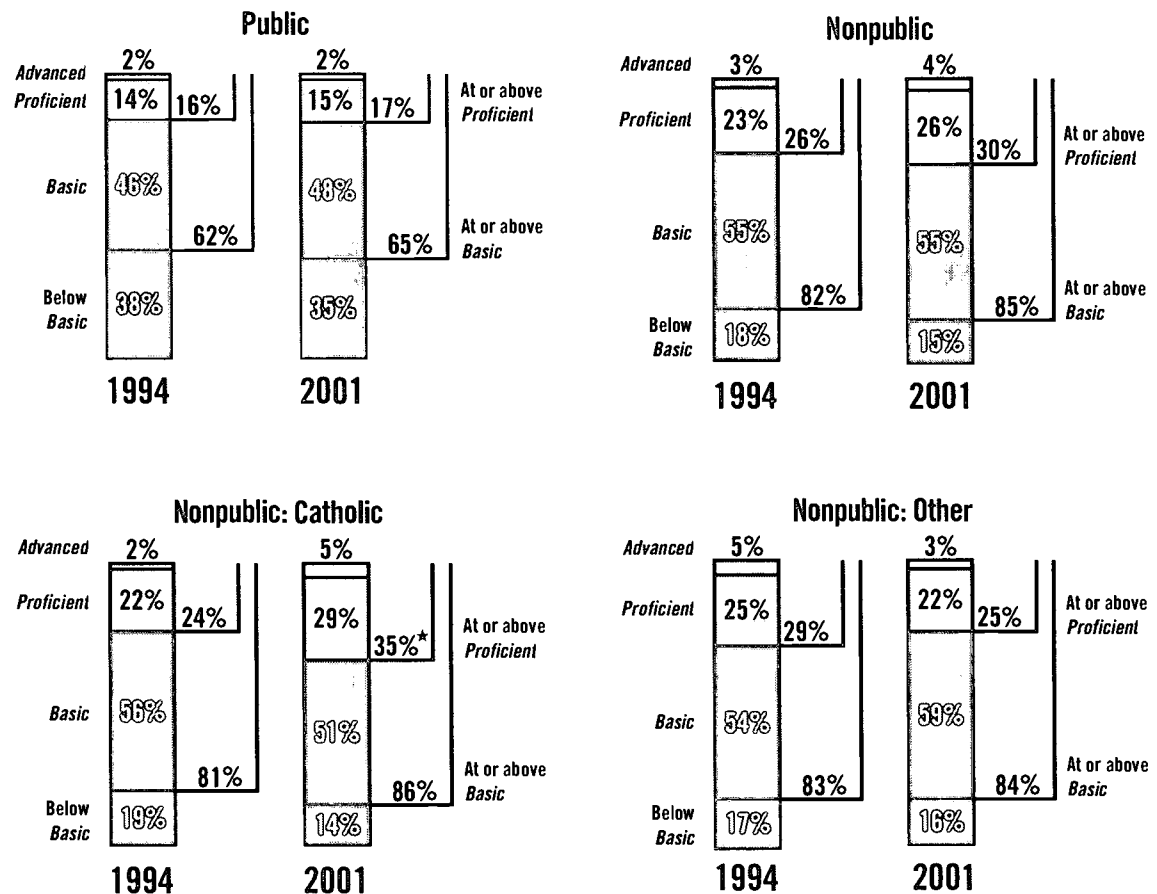 Public
2% 2%
Advanced
Proficient 14% 16% 15% 17% At or above Proficient
Basic 46% 48%
62% 65% At or above Basic
Below Basic 38% 35%
1994 2001
Nonpublic
Advanced 3% 4%
Proficient 23% 26% 26% 30% At or above Proficient
Basic 55% 55%
82% 85% At or above Basic
Below Basic 18% 15%
1994 2001
Nonpublic: Catholic
Advanced 2% 5%
Proficient 22% 24% 29% 35%★ At or above Proficient
Basic 56% 51%
81% 86% At or above Basic
Below Basic 19% 14%
1994 2001
Nonpublic: Other
Advanced 5% 3%
Proficient 25% 29% 22% 25% At or above Proficient
Basic 54% 59%
83% 84% At or above Basic
Below Basic 17% 16%
1994 2001